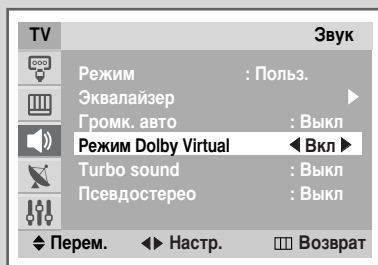 TV Звук
Режим : Польз.
Эквалайзер
Громк. авто : Выкл
Режим Dolby Virtual Вкл
Turbo sound : Выкл
Псевдостерео : Выкл
Перем. Настр. Возврат